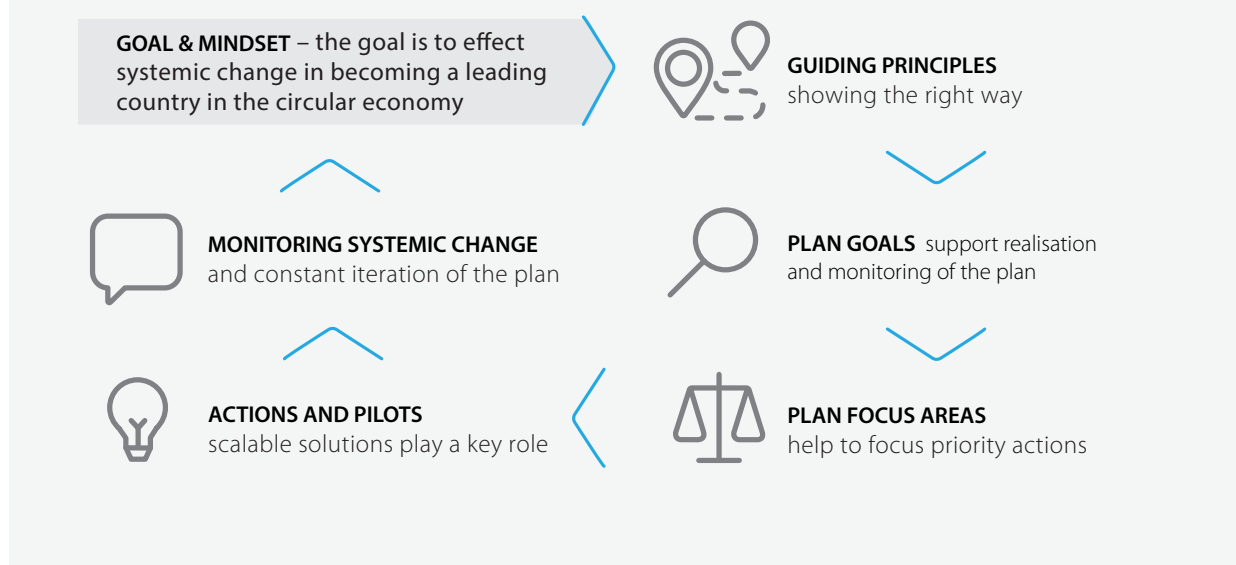 GOAL & MINDSET – the goal is to effect
systemic change in becoming a leading
country in the circular economy
GUIDING PRINCIPLES
showing the right way
PLAN GOALS support realisation
and monitoring of the plan
PLAN FOCUS AREAS
help to focus priority actions
ACTIONS AND PILOTS
scalable solutions play a key role
MONITORING SYSTEMIC CHANGE
and constant iteration of the plan